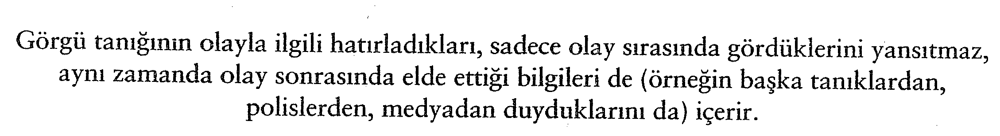 Görgü tanığının olayla ilgili hatırladıkları, sadece olay sırasında gördüklerini yansıtmaz,
aynı zamanda olay sonrasında elde ettiği bilgileri de (örneğin başka tanıklardan,
polislerden, medyadan duyduklarını da) içerir.